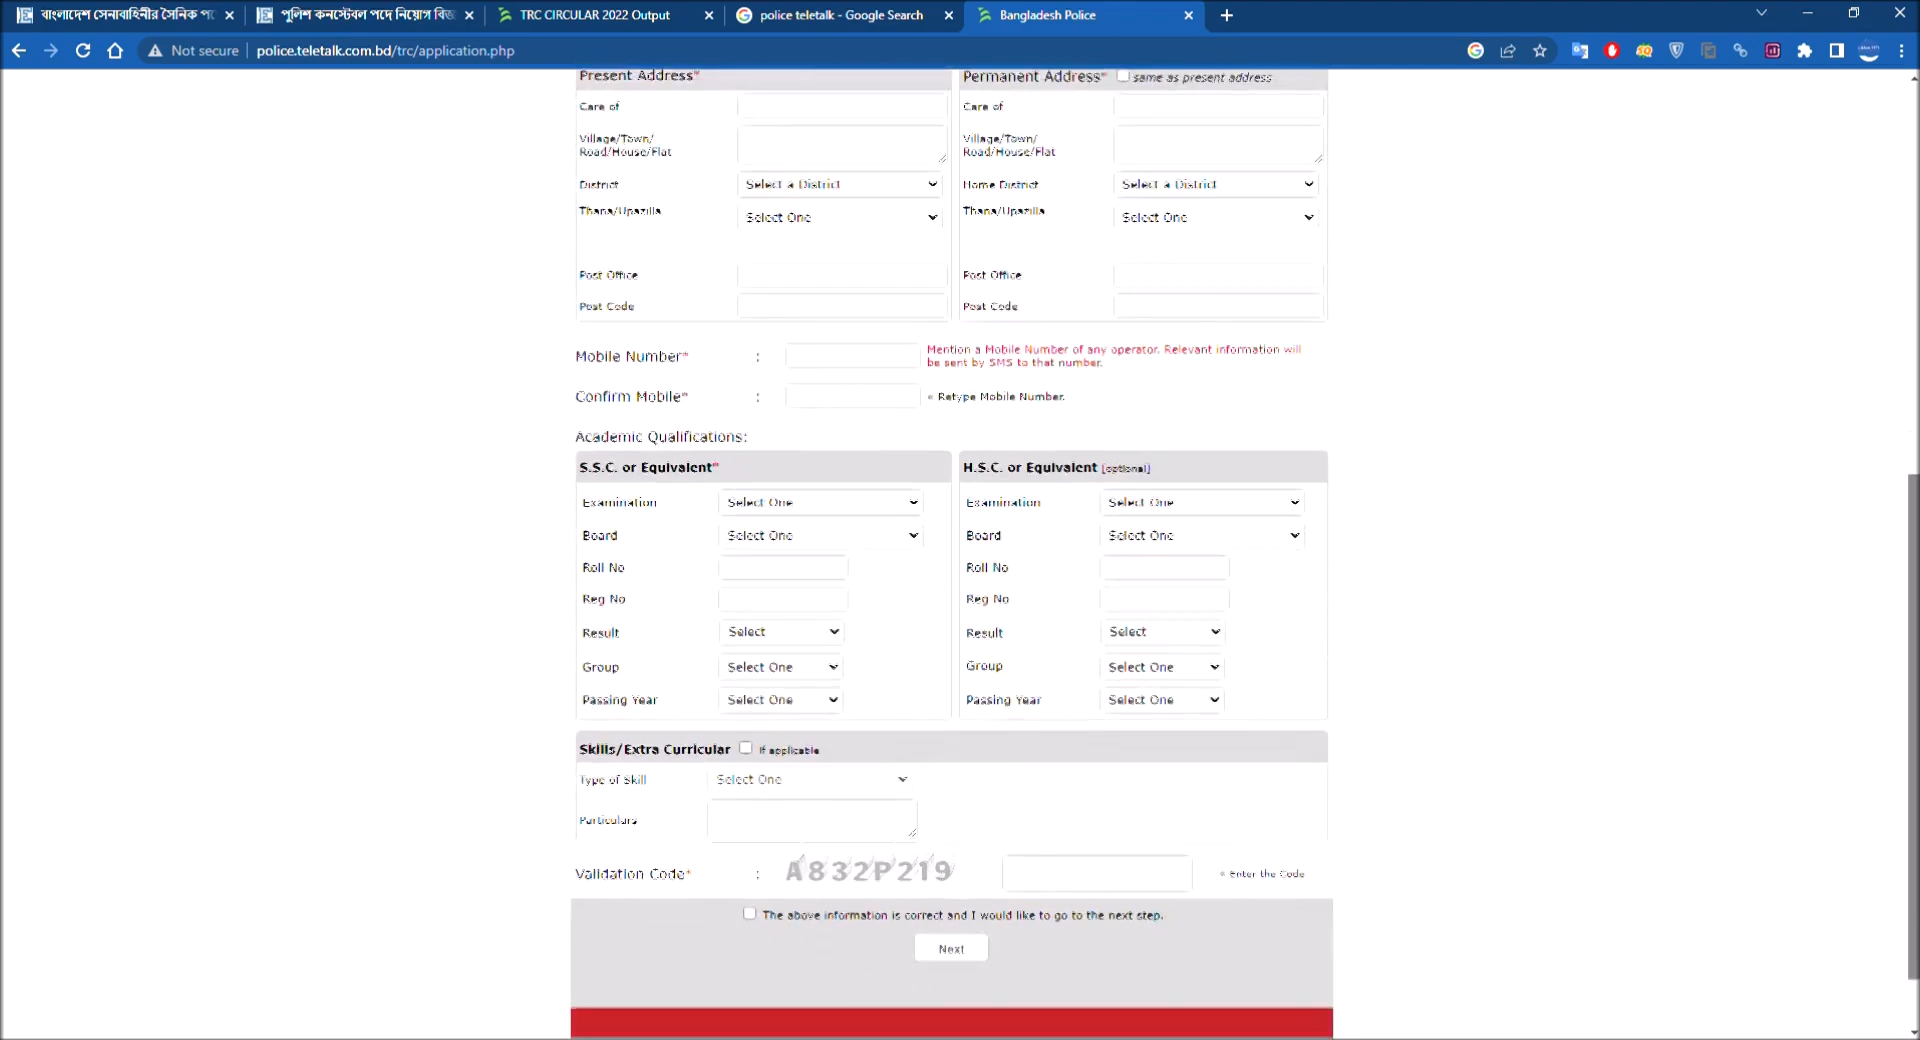 বাংলাদেশ সেনাবাহিনীর সৈনিক
পুলিশ কনস্টেবল পদে নিয়োগ
TRC CIRCULAR 2022 Output
police teletalk - Google Search
Bangladesh Police
Not secure
police.teletalk.com.bd/trc/application.php
Present Address*
Permanent Address* same as present address
Care of
Care of
Village/Town/
Road/House/Flat
Village/Town/
Road/House/Flat
District Select a District
Home District Select a District
Thana/Upazilla Select One
Thana/Upazilla Select One
Post Office
Post Office
Post Code
Post Code
Mobile Number* : Mention a Mobile Number of any operator. Relevant information will
be sent by SMS to that number.
Confirm Mobile* : « Retype Mobile Number.
Academic Qualifications:
S.S.C. or Equivalent*
H.S.C. or Equivalent [optional]
Examination Select One
Examination Select One
Board Select One
Board Select One
Roll No
Roll No
Reg No
Reg No
Result Select
Result Select
Group Select One
Group Select One
Passing Year Select One
Passing Year Select One
Skills/Extra Curricular If applicable
Type of Skill Select One
Particulars
Validation Code* : A832P219 « Enter the Code
The above information is correct and I would like to go to the next step.
Next